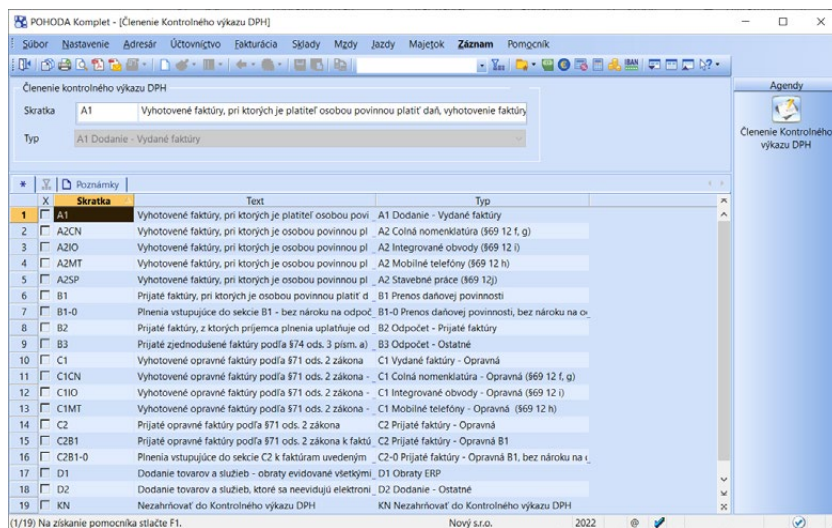 POHODA Komplet - [Členenie Kontrolného výkazu DPH]
Súbor Nastavenie Adresár Účtovníctvo Fakturácia Sklady Mzdy Jazdy Majetok Záznam Pomocník
IBAN
Členenie kontrolného výkazu DPH
Skratka A1 Vyhotovené faktúry, pri ktorých je platiteľ osobou povinnou platiť daň, vyhotovenie faktúry
Typ A1 Dodanie - Vydané faktúry
Agendy
Členenie Kontrolného
výkazu DPH
* Poznámky
X Skratka Text Typ
1 A1 Vyhotovené faktúry, pri ktorých je platiteľ osobou povi A1 Dodanie - Vydané faktúry
2 A2CN Vyhotovené faktúry, pri ktorých je osobou povinnou pl A2 Colná nomenklatúra (§69 12 f, g)
3 A2IO Vyhotovené faktúry, pri ktorých je osobou povinnou pl A2 Integrované obvody (§69 12 i)
4 A2MT Vyhotovené faktúry, pri ktorých je osobou povinnou pl A2 Mobilné telefóny (§69 12 h)
5 A2SP Vyhotovené faktúry, pri ktorých je osobou povinnou pl A2 Stavebné práce (§69 12j)
6 B1 Prijaté faktúry, pri ktorých je osobou povinnou platiť d B1 Prenos daňovej povinnosti
7 B1-0 Plnenia vstupujúce do sekcie B1 - bez nároku na odpoč B1-0 Prenos daňovej povinnosti, bez nároku na o
8 B2 Prijaté faktúry, z ktorých príjemca plnenia uplatňuje od B2 Odpočet - Prijaté faktúry
9 B3 Prijaté zjednodušené faktúry podľa §74 ods. 3 písm. a) B3 Odpočet - Ostatné
10 C1 Vyhotovené opravné faktúry podľa §71 ods. 2 zákona C1 Vydané faktúry - Opravná
11 C1CN Vyhotovené opravné faktúry podľa §71 ods. 2 zákona - C1 Colná nomenklatúra - Opravná (§69 12 f, g)
12 C1IO Vyhotovené opravné faktúry podľa §71 ods. 2 zákona - C1 Integrované obvody - Opravná (§69 12 i)
13 C1MT Vyhotovené opravné faktúry podľa §71 ods. 2 zákona - C1 Mobilné telefóny - Opravná (§69 12 h)
14 C2 Prijaté opravné faktúry podľa §71 ods. 2 zákona C2 Prijaté faktúry - Opravná
15 C2B1 Prijaté opravné faktúry podľa §71 ods. 2 zákona k faktú C2 Prijaté faktúry - Opravná B1
16 C2B1-0 Plnenia vstupujúce do sekcie C2 k faktúram uvedeným C2-0 Prijaté faktúry - Opravná B1, bez nároku na
17 D1 Dodanie tovarov a služieb - obraty evidované všetkými D1 Obraty ERP
18 D2 Dodanie tovarov a služieb, ktoré sa neevidujú elektroni D2 Dodanie - Ostatné
19 KN Nezahrňovať do Kontrolného výkazu DPH KN Nezahrňovať do Kontrolného výkazu DPH
(1/19) Na získanie pomocníka stlačte F1. Nový s.r.o. 2022 @